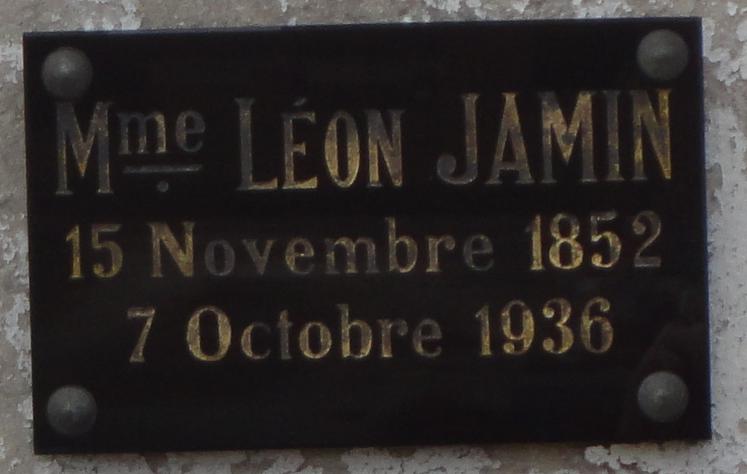 Mme LÉON JAMIN
15 Novembre 1852
7 Octobre 1936